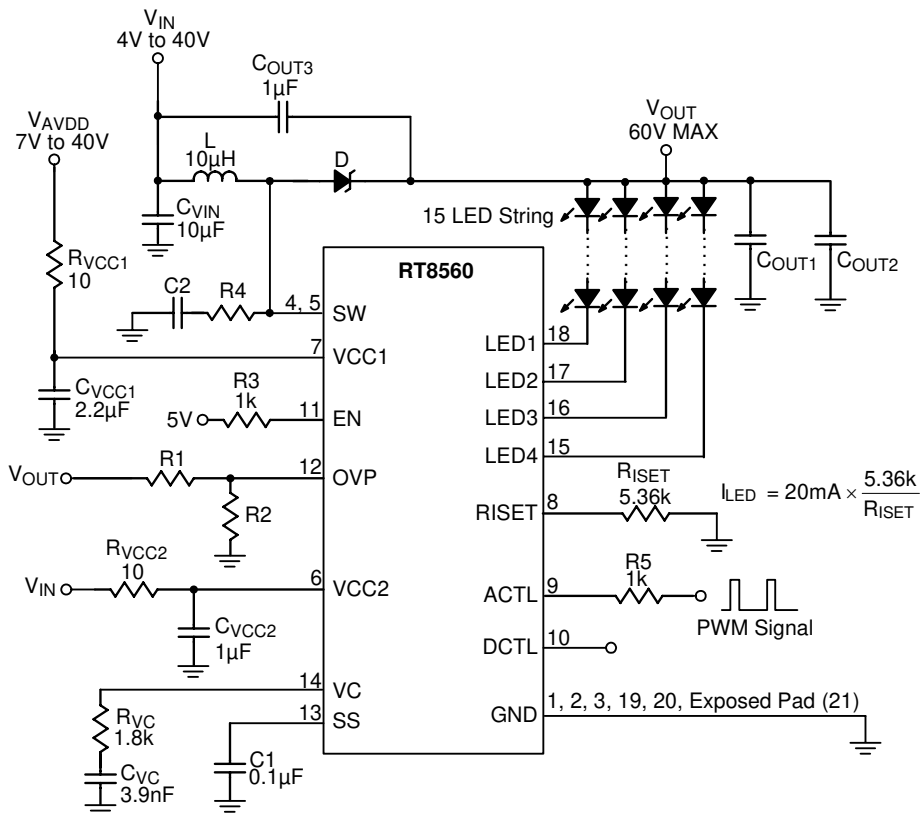 VIN
4V to 40V
COUT3
1µF
VAVDD
7V to 40V
L
10µH
D
VOUT
60V MAX
CVIN
10µF
15 LED String
RVCC1
10
COUT1
COUT2
RT8560
C2
R4
4, 5
SW
7
VCC1
LED1
18
LED2
17
LED3
16
LED4
15
CVCC1
2.2µF
R3
1k
5V
11
EN
VOUT
R1
12
OVP
R2
RISET
5.36k
RISET
8
ILED = 20mA × 5.36k / RISET
RVCC2
10
VIN
6
VCC2
CVCC2
1µF
ACTL
9
R5
1k
PWM Signal
DCTL
10
14
VC
13
SS
GND
1, 2, 3, 19, 20, Exposed Pad (21)
RVC
1.8k
CVC
3.9nF
C1
0.1µF